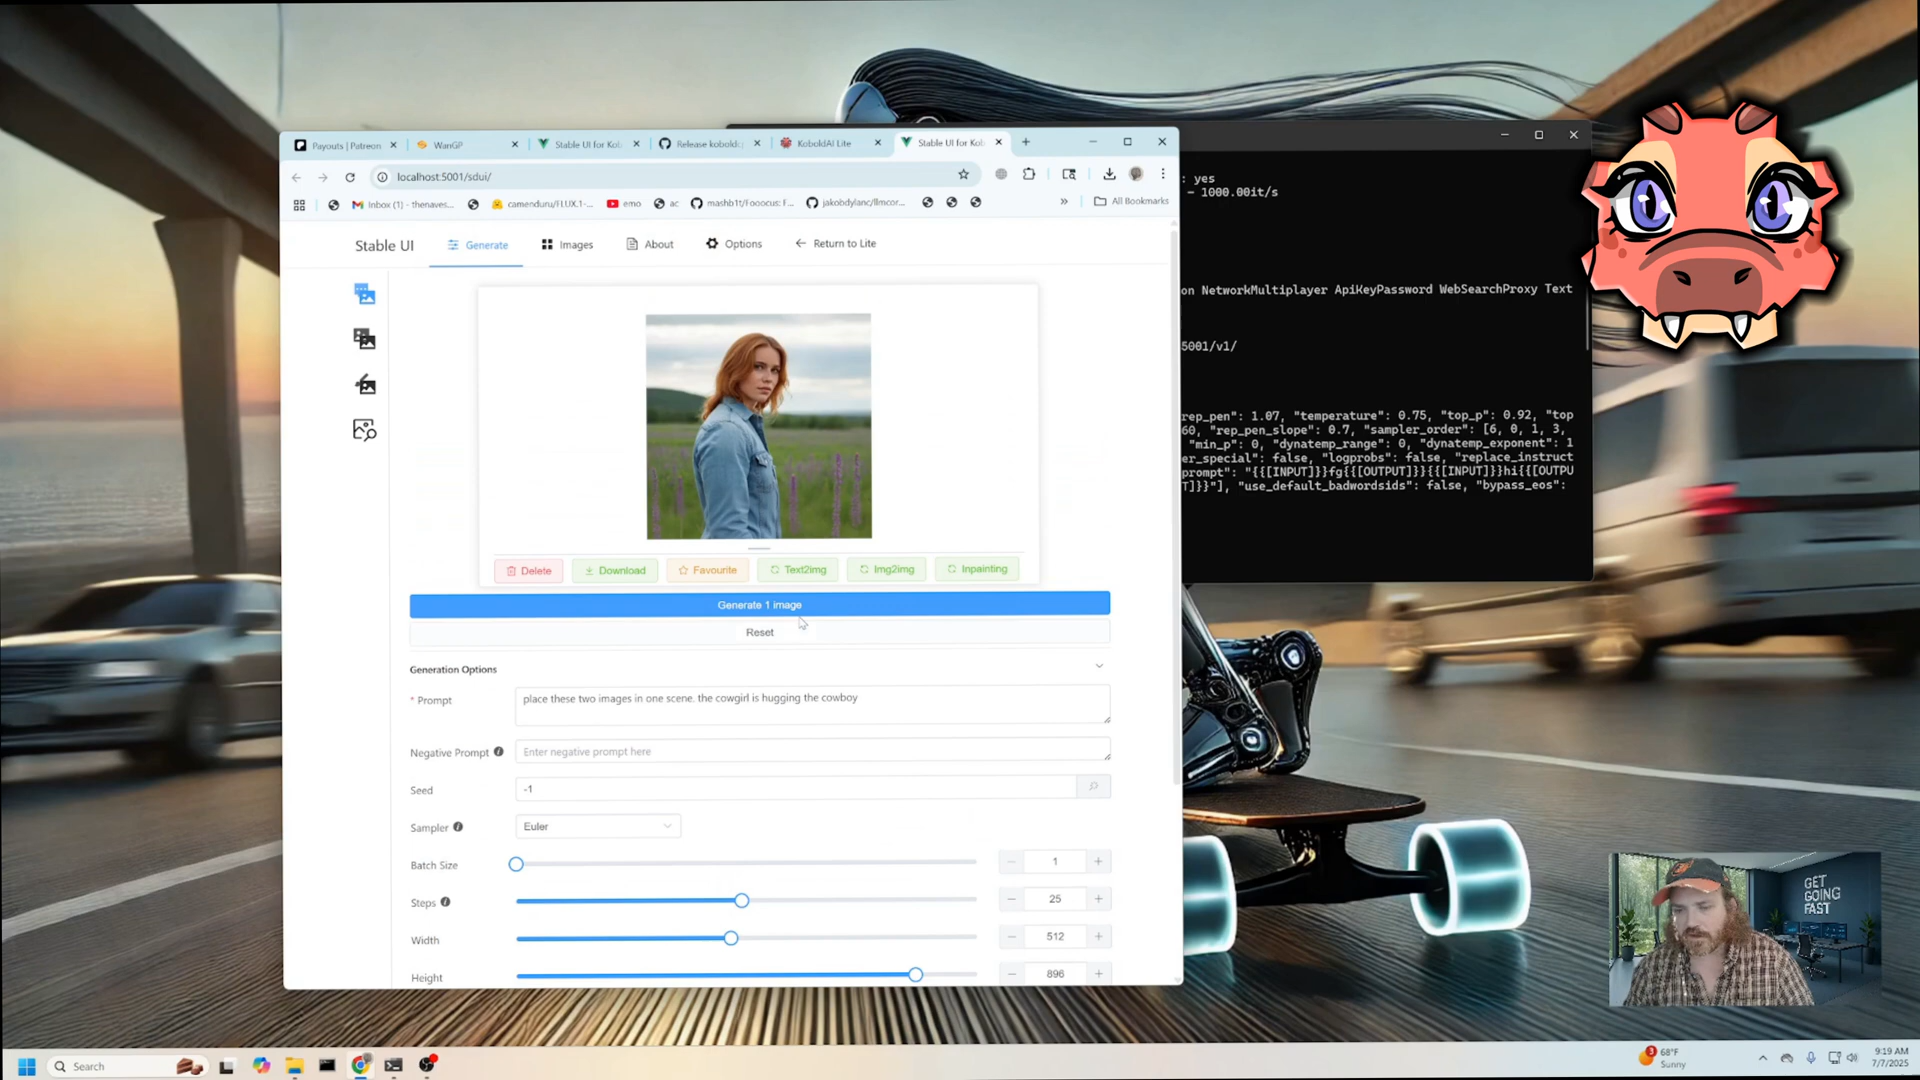 Payouts | Patreon
WanGP
Stable UI for Kol
Release koboldc
KoboldAI Lite
Stable UI for Kol
localhost:5001/sdui/
Inbox (1) - thenaves...
camenduru/FLUX.1-...
emo
ac
mashb1t/Fooocus: F...
jakobdylanc/llmcor...
»
All Bookmarks
Stable UI
Generate
Images
About
Options
Return to Lite
Delete
Download
Favourite
Text2img
Img2img
Inpainting
Generate 1 image
Reset
Generation Options
* Prompt
place these two images in one scene. the cowgirl is hugging the cowboy
Negative Prompt
Enter negative prompt here
Seed
-1
Sampler
Euler
Batch Size
1
Steps
25
Width
512
Height
896
: yes
- 1000.00it/s
on NetworkMultiplayer ApiKeyPassword WebSearchProxy Text
5001/v1/
rep_pen": 1.07, "temperature": 0.75, "top_p": 0.92, "top
60, "rep_pen_slope": 0.7, "sampler_order": [6, 0, 1, 3,
"min_p": 0, "dynatemp_range": 0, "dynatemp_exponent": 1
er_special": false, "logprobs": false, "replace_instruct
prompt": "{{[INPUT]}}fg{{[OUTPUT]}}{{[INPUT]}}hi{{[OUTPU
T]}}"], "use_default_badwordsids": false, "bypass_eos":
GET
GOING
FAST
Search
3
68°F
Sunny
9:19 AM
7/7/2025